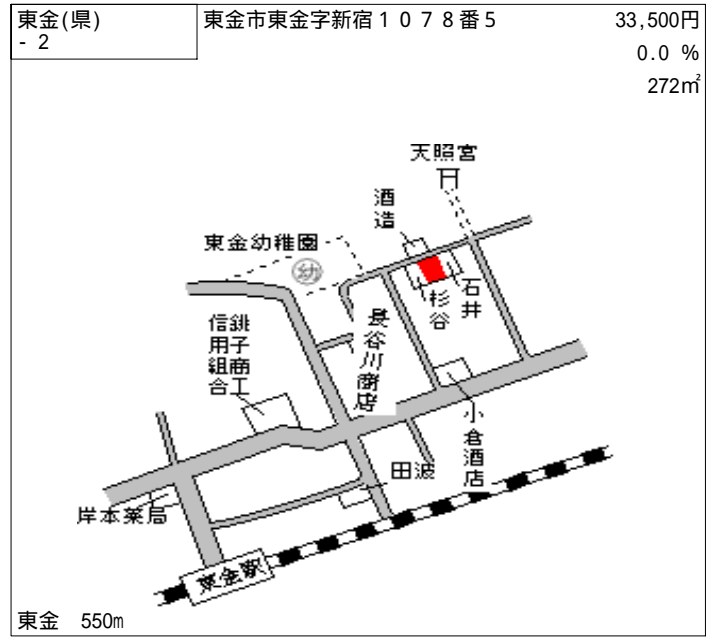 東金(県)
- 2
東金市東金字新宿１０７８番5
33,500円
0.0 %
272㎡
天照宮
酒造
東金幼稚園
幼
石井
杉谷
長谷川商店
銚子商工
信用組合
小倉酒店
田波
岸本薬局
東金駅
東金 550m